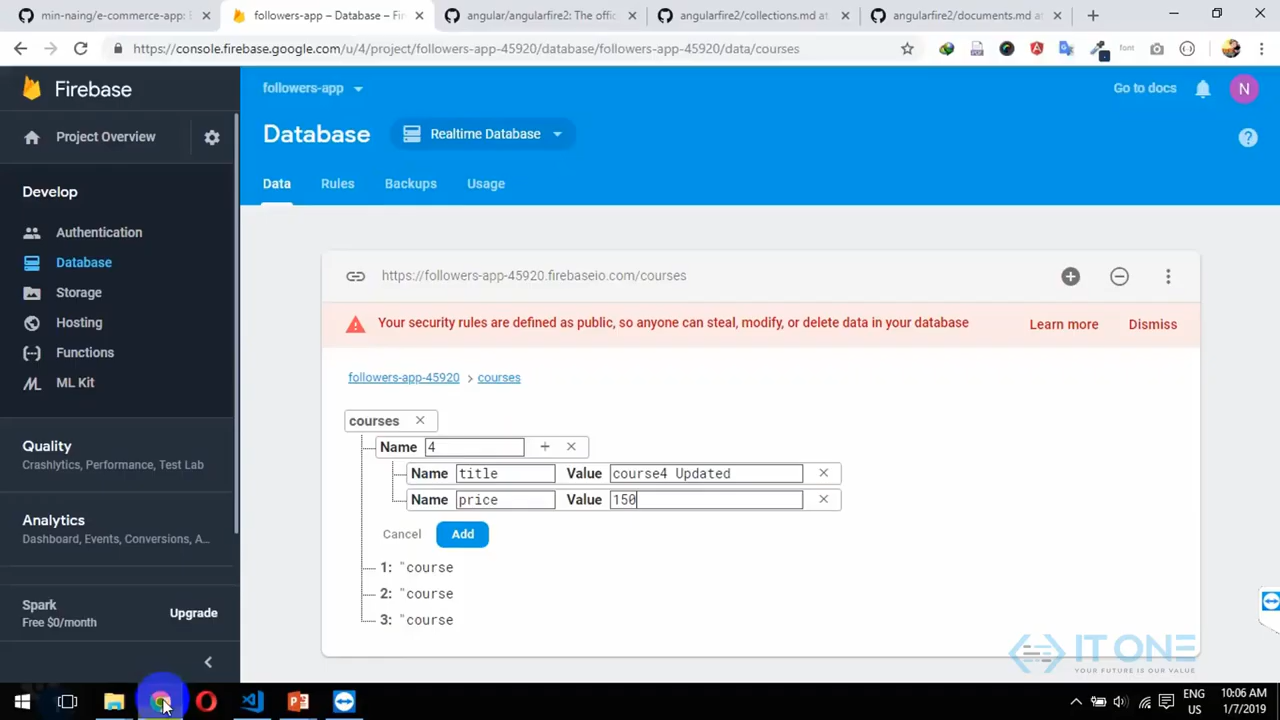 min-naing/e-commerce-app: E
followers-app – Database – Fir
angular/angularfire2: The offic
angularfire2/collections.md at
angularfire2/documents.md at
https://console.firebase.google.com/u/4/project/followers-app-45920/database/followers-app-45920/data/courses
Firebase
followers-app
Go to docs
N
Project Overview
Database
Realtime Database
Data
Rules
Backups
Usage
Develop
Authentication
Database
Storage
Hosting
Functions
ML Kit
Quality
Crashlytics, Performance, Test Lab
Analytics
Dashboard, Events, Conversions, A...
Spark
Free $0/month
Upgrade
https://followers-app-45920.firebaseio.com/courses
Your security rules are defined as public, so anyone can steal, modify, or delete data in your database
Learn more
Dismiss
followers-app-45920 > courses
courses
Name 4
Name title Value course4 Updated
Name price Value 150
Cancel
Add
1: "course
2: "course
3: "course
IT ONE
YOUR FUTURE IS OUR VALUE
ENG
US
10:06 AM
1/7/2019